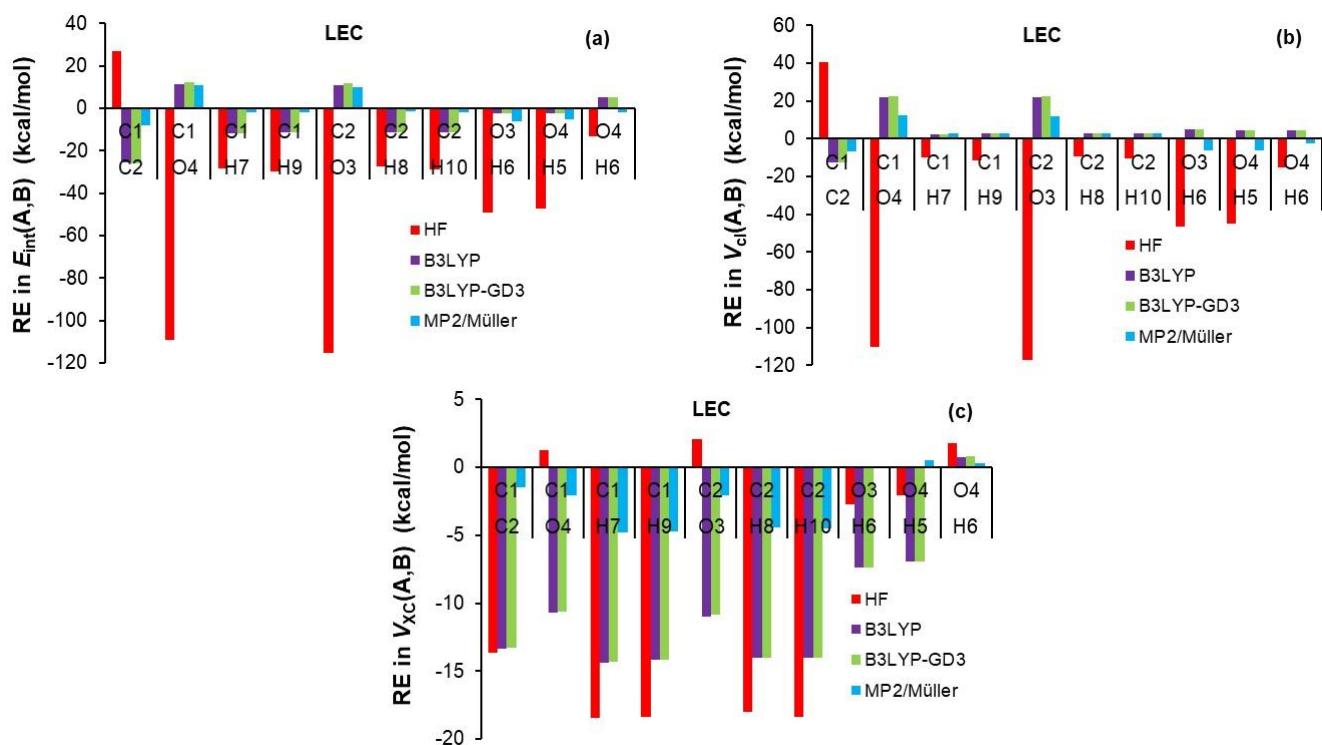 LEC
(a)
RE in Eint(A,B) (kcal/mol)
40
20
0
-20
-40
-60
-80
-100
-120
C1 C1 C1 C1 C2 C2 C2 O3 O4 O4
C2 O4 H7 H9 O3 H8 H10 H6 H5 H6
HF
B3LYP
B3LYP-GD3
MP2/Müller
LEC
(b)
RE in Vcl(A,B) (kcal/mol)
60
40
20
0
-20
-40
-60
-80
-100
-120
C1 C1 C1 C1 C2 C2 C2 O3 O4 O4
C2 O4 H7 H9 O3 H8 H10 H6 H5 H6
HF
B3LYP
B3LYP-GD3
MP2/Müller
LEC
(c)
RE in VXC(A,B) (kcal/mol)
5
0
-5
-10
-15
-20
C1 C1 C1 C1 C2 C2 C2 O3 O4 O4
C2 O4 H7 H9 O3 H8 H10 H6 H5 H6
HF
B3LYP
B3LYP-GD3
MP2/Müller